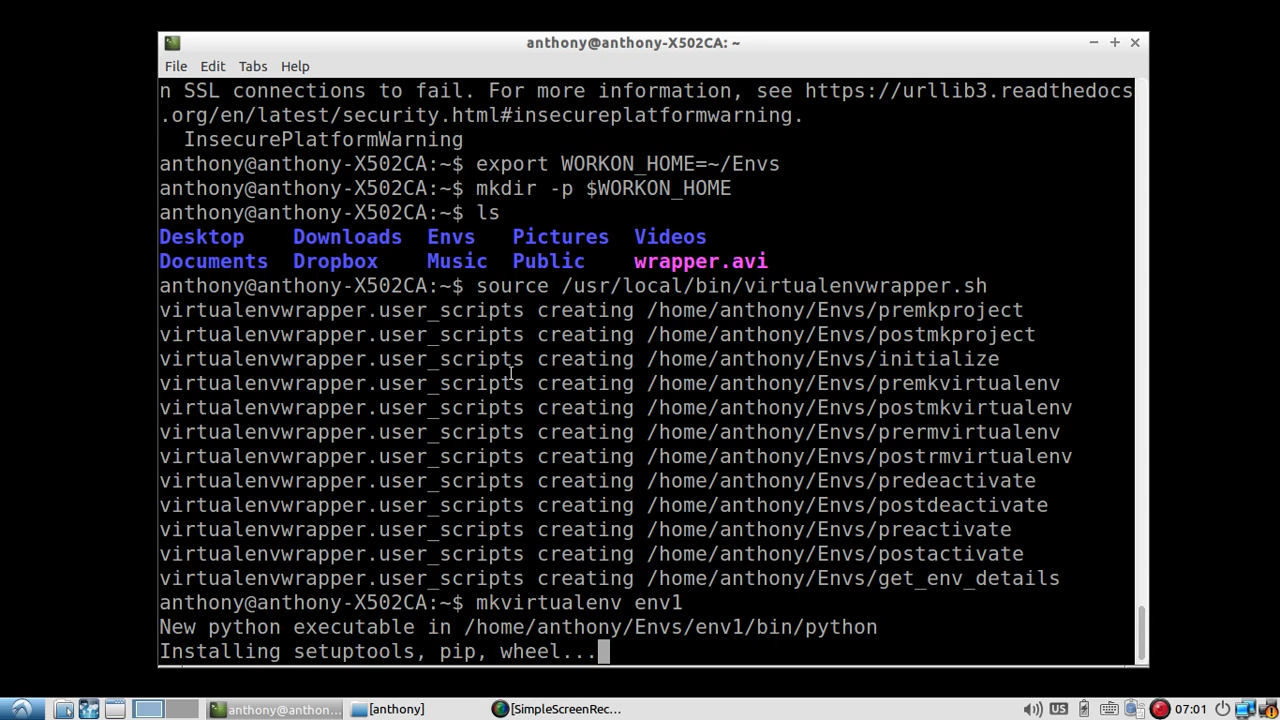 anthony@anthony-X502CA: ~
File Edit Tabs Help
n SSL connections to fail. For more information, see https://urllib3.readthedocs
.org/en/latest/security.html#insecureplatformwarning.
InsecurePlatformWarning
anthony@anthony-X502CA:~$ export WORKON_HOME=~/Envs
anthony@anthony-X502CA:~$ mkdir -p $WORKON_HOME
anthony@anthony-X502CA:~$ ls
Desktop Downloads Envs Pictures Videos
Documents Dropbox Music Public wrapper.avi
anthony@anthony-X502CA:~$ source /usr/local/bin/virtualenvwrapper.sh
virtualenvwrapper.user_scripts creating /home/anthony/Envs/premkproject
virtualenvwrapper.user_scripts creating /home/anthony/Envs/postmkproject
virtualenvwrapper.user_scripts creating /home/anthony/Envs/initialize
virtualenvwrapper.user_scripts creating /home/anthony/Envs/premkvirtualenv
virtualenvwrapper.user_scripts creating /home/anthony/Envs/postmkvirtualenv
virtualenvwrapper.user_scripts creating /home/anthony/Envs/prermvirtualenv
virtualenvwrapper.user_scripts creating /home/anthony/Envs/postrmvirtualenv
virtualenvwrapper.user_scripts creating /home/anthony/Envs/predeactivate
virtualenvwrapper.user_scripts creating /home/anthony/Envs/postdeactivate
virtualenvwrapper.user_scripts creating /home/anthony/Envs/preactivate
virtualenvwrapper.user_scripts creating /home/anthony/Envs/postactivate
virtualenvwrapper.user_scripts creating /home/anthony/Envs/get_env_details
anthony@anthony-X502CA:~$ mkvirtualenv env1
New python executable in /home/anthony/Envs/env1/bin/python
Installing setuptools, pip, wheel...
anthony@anthon... [anthony] [SimpleScreenRec... US 07:01